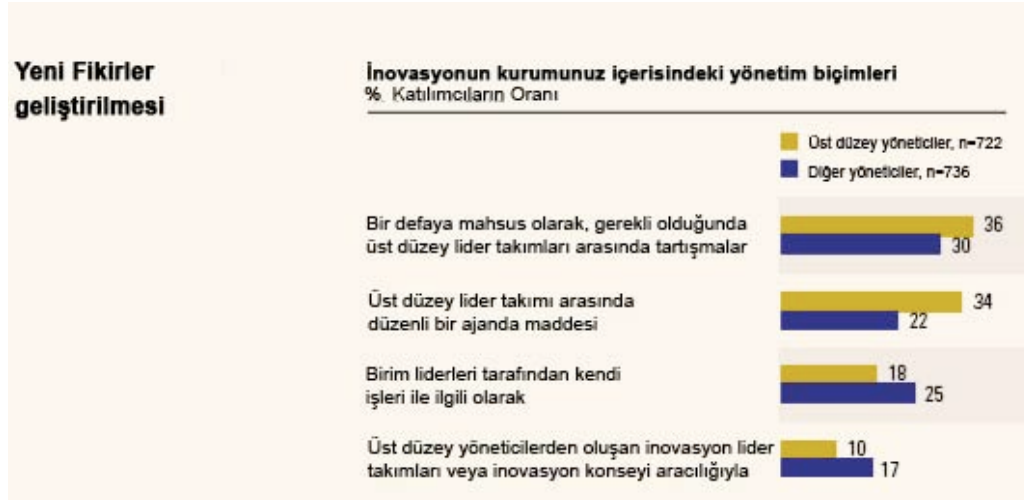 Yeni Fikirler
geliştirilmesi
İnovasyonun kurumunuz içerisindeki yönetim biçimleri
%. Katılımcıların Oranı
Üst düzey yöneticiler, n=722
Diğer yöneticiler, n=736
Bir defaya mahsus olarak, gerekli olduğunda
üst düzey lider takımları arasında tartışmalar
36
30
Üst düzey lider takımı arasında
düzenli bir ajanda maddesi
34
22
Birim liderleri tarafından kendi
işleri ile ilgili olarak
18
25
Üst düzey yöneticilerden oluşan inovasyon lider
takımları veya inovasyon konseyi aracılığıyla
10
17